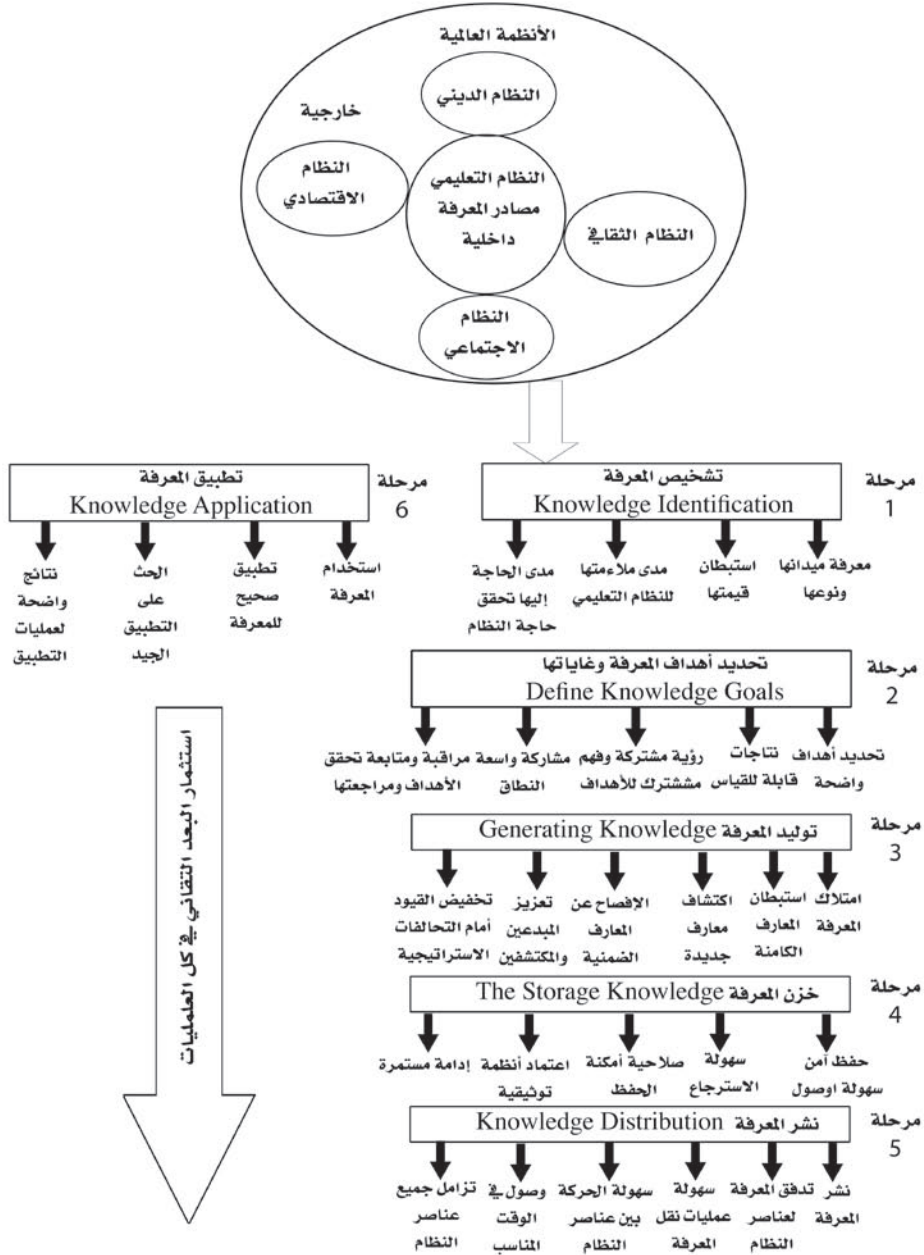 الأنظمة العالمية
النظام الديني
خارجية
النظام
الاقتصادي
النظام التعليمي
مصادر المعرفة
داخلية
النظام الثقافي
النظام
الاجتماعي
مرحلة
1
تشخيص المعرفة
Knowledge Identification
معرفة ميدانها
ونوعها
استبطان
قيمتها
مدى ملاءمتها
للنظام التعليمي
مدى الحاجة
إليها تحقق
حاجة النظام
مرحلة
6
تطبيق المعرفة
Knowledge Application
استخدام
المعرفة
تطبيق
صحيح
للمعرفة
الحث
على
التطبيق
الجيد
نتائج
واضحة
لعمليات
التطبيق
مرحلة
2
تحديد أهداف المعرفة وغاياتها
Define Knowledge Goals
تحديد أهداف
واضحة
نتاجات
قابلة للقياس
رؤية مشتركة وفهم
مششترك للأهداف
مشاركة واسعة
النطاق
مراقبة ومتابعة تحقق
الأهداف ومراجعتها
مرحلة
3
توليد المعرفة Generating Knowledge
امتلاك
المعرفة
استبطان
المعارف
الكامنة
اكتشاف
معارف
جديدة
الإفصاح عن
المعارف
الضمنية
تعزيز
المبدعين
والمكتشفين
تخفيض القيود
أمام التحالفات
الاستراتيجية
مرحلة
4
خزن المعرفة The Storage Knowledge
حفظ آمن
سهولة اوصول
سهولة
الاسترجاع
صلاحية أمكنة
الحفظ
اعتماد أنظمة
توثيقية
إدامة مستمرة
مرحلة
5
نشر المعرفة Knowledge Distribution
نشر
المعرفة
تدفق المعرفة
لعناصر
النظام
سهولة
عمليات نقل
المعرفة
سهولة الحركة
بين عناصر
النظام
وصول في
الوقت
المناسب
تزامل جميع
عناصر
النظام
استثمار البعد التقاني في كل العلمليات